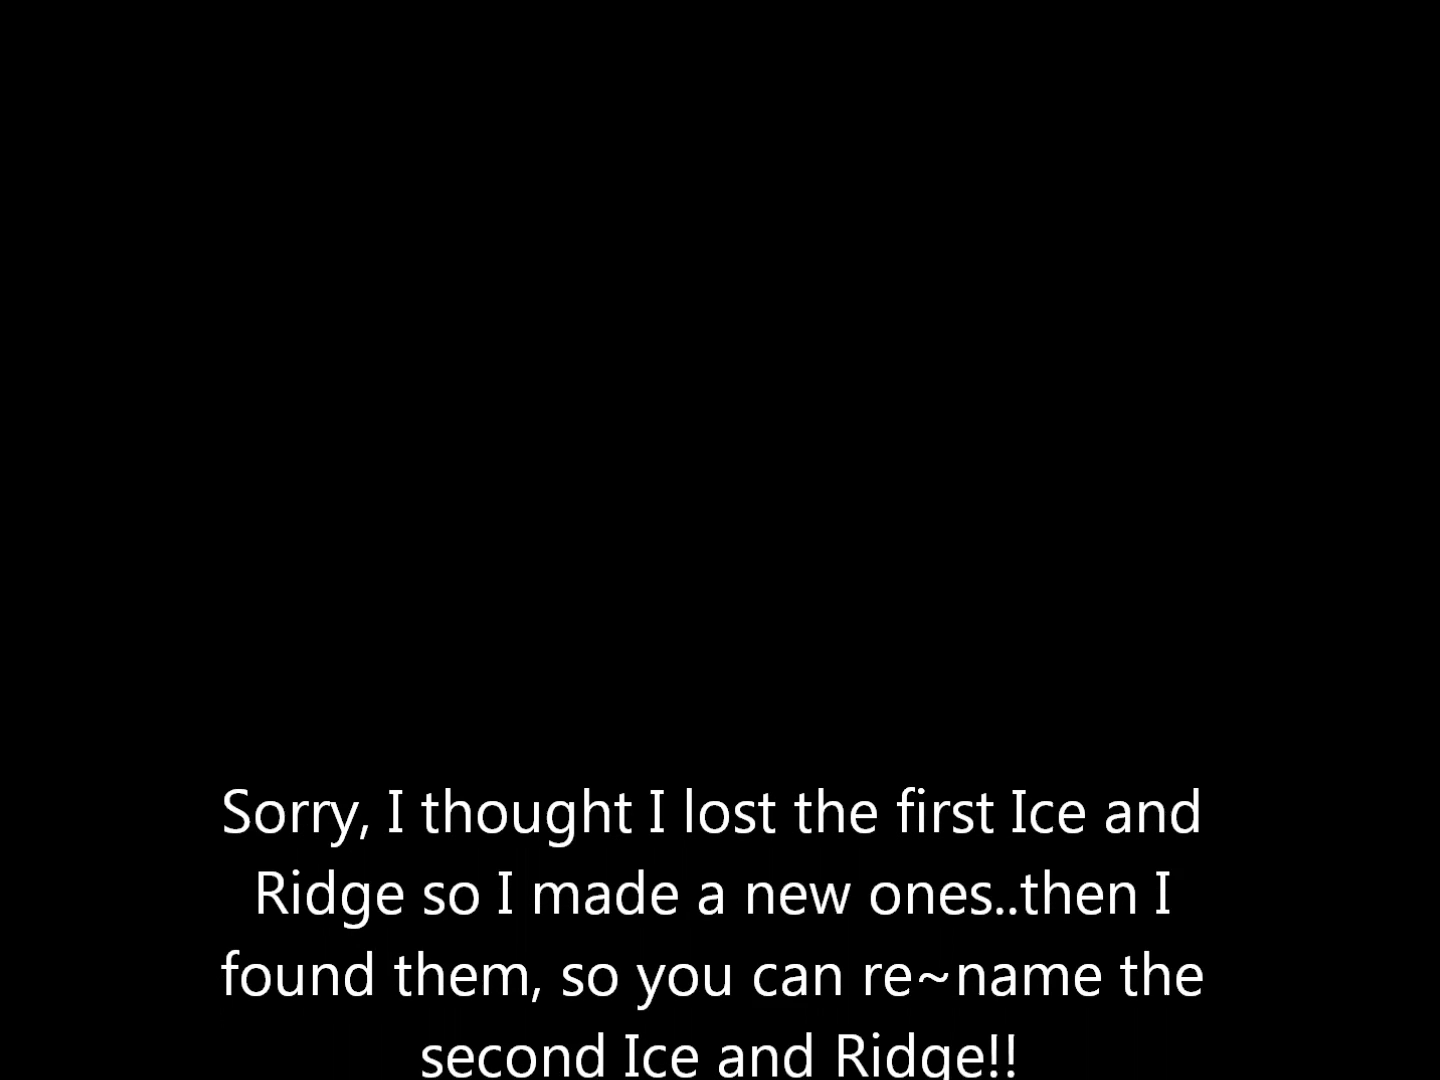 Sorry, I thought I lost the first Ice and
Ridge so I made a new ones..then I
found them, so you can re~name the
second Ice and Ridge!!